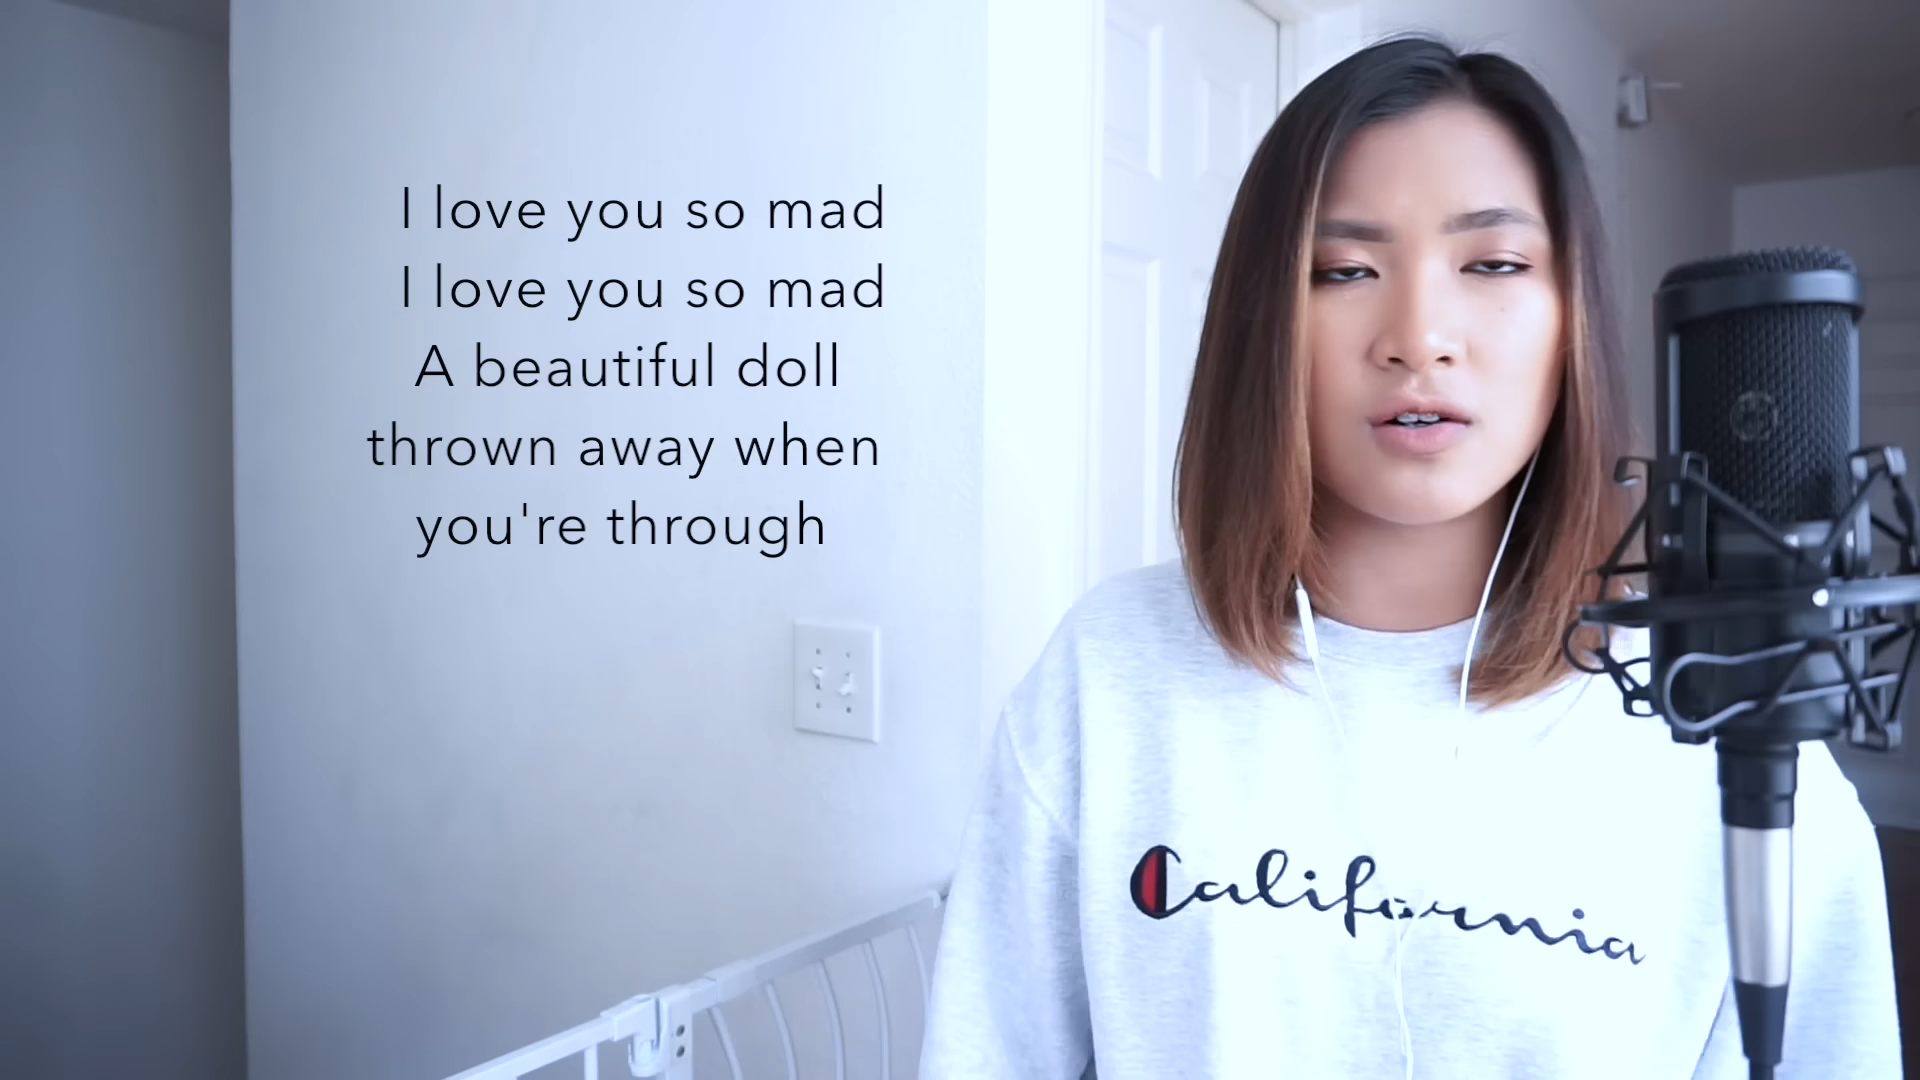 I love you so mad
I love you so mad
A beautiful doll
thrown away when
you're through
California